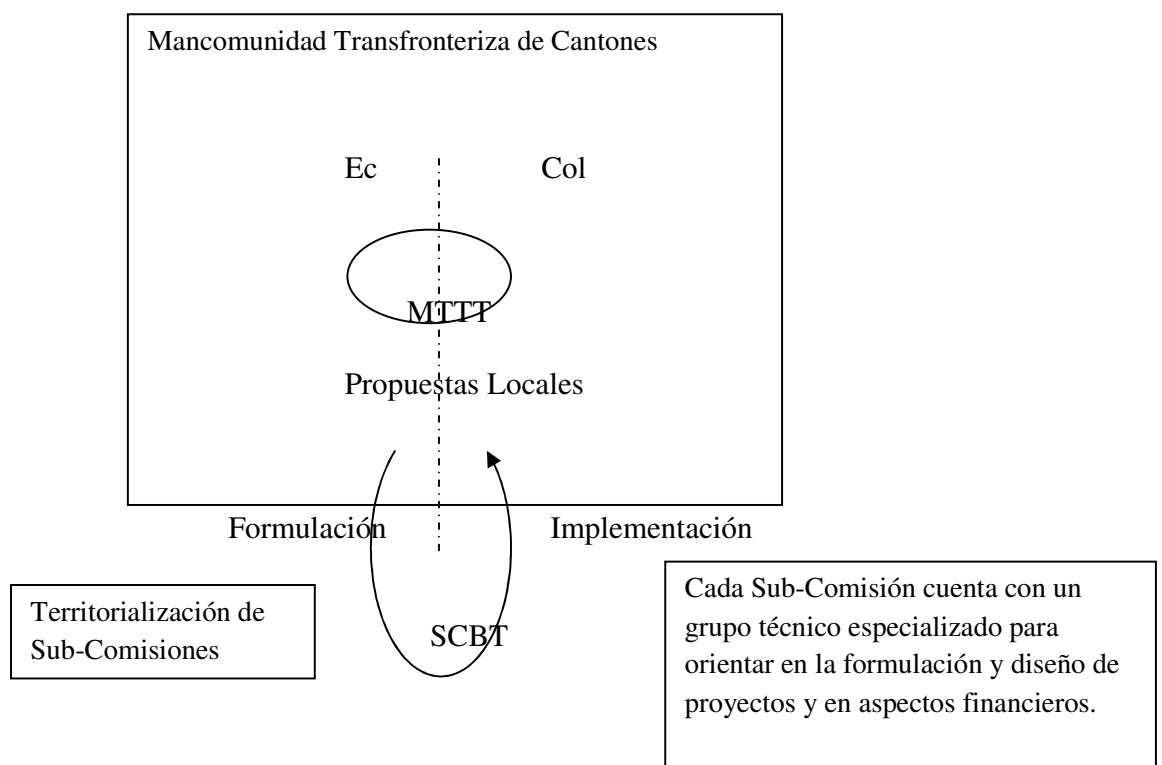 Mancomunidad Transfronteriza de Cantones
Ec Col
MTTT
Propuestas Locales
Formulación Implementación
Territorialización de
Sub-Comisiones
SCBT
Cada Sub-Comisión cuenta con un
grupo técnico especializado para
orientar en la formulación y diseño de
proyectos y en aspectos financieros.